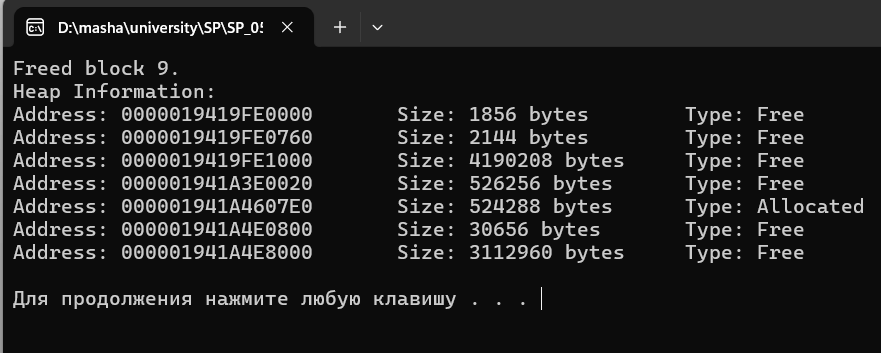 D:\masha\university\SP\SP_05
Freed block 9.
Heap Information:
Address: 0000019419FE0000 Size: 1856 bytes Type: Free
Address: 0000019419FE0760 Size: 2144 bytes Type: Free
Address: 0000019419FE1000 Size: 4190208 bytes Type: Free
Address: 000001941A3E0020 Size: 526256 bytes Type: Free
Address: 000001941A4607E0 Size: 524288 bytes Type: Allocated
Address: 000001941A4E0800 Size: 30656 bytes Type: Free
Address: 000001941A4E8000 Size: 3112960 bytes Type: Free
Для продолжения нажмите любую клавишу . . .